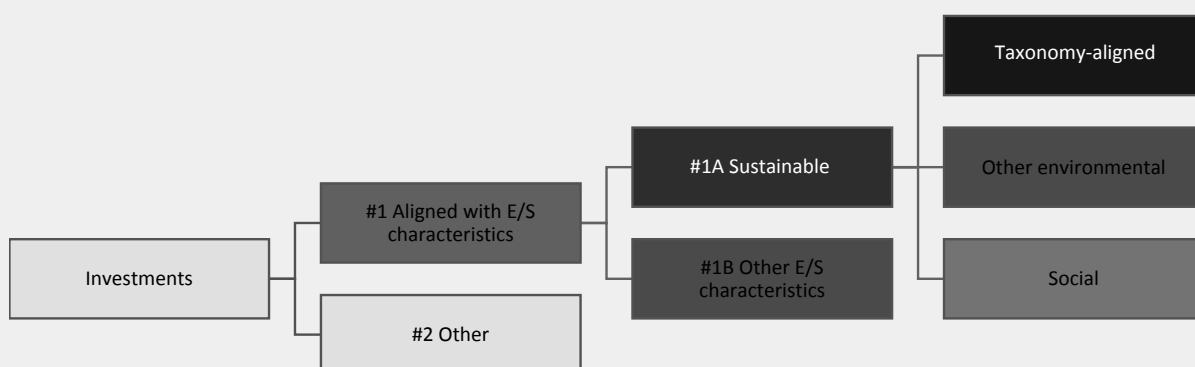 Investments
#1 Aligned with E/S
characteristics
#2 Other
#1A Sustainable
#1B Other E/S
characteristics
Taxonomy-aligned
Other environmental
Social